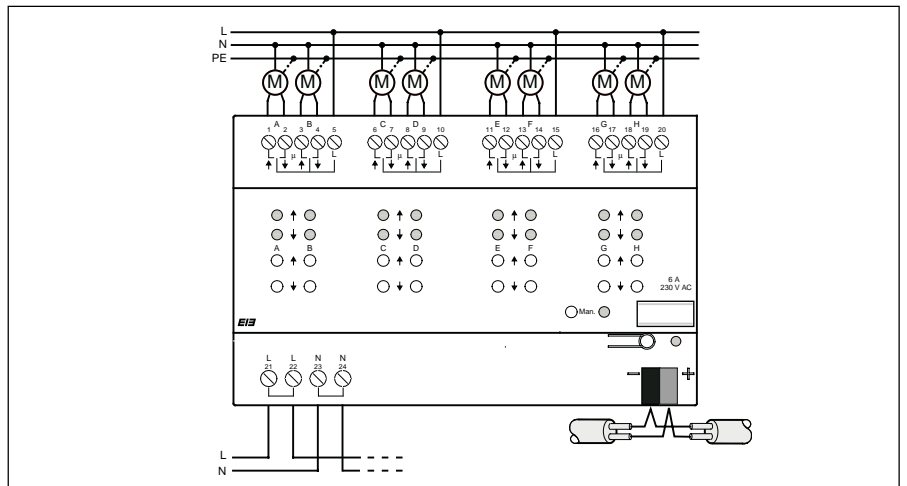 L
N
PE
M M M M M M M M
A B C D E F G H
1 2 3 4 5 6 7 8 9 10 11 12 13 14 15 16 17 18 19 20
µ L µ L µ L µ L
A B C D E F G H
6 A
230 V AC
Man.
EIB
L L N N
21 22 23 24
− +
L
N